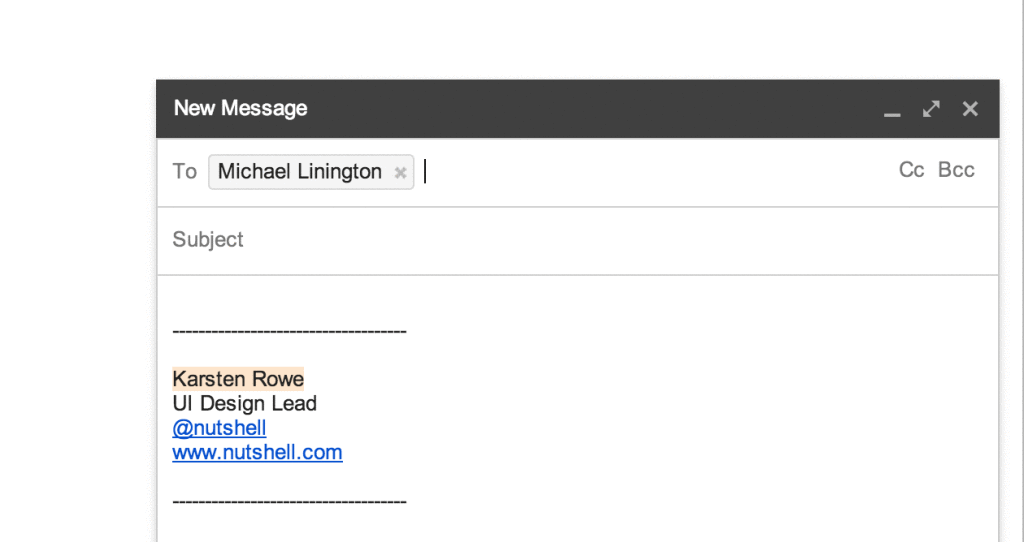 New Message
To Michael Linington × Cc Bcc
Subject
------------------------------------
Karsten Rowe
UI Design Lead
@nutshell
www.nutshell.com
------------------------------------